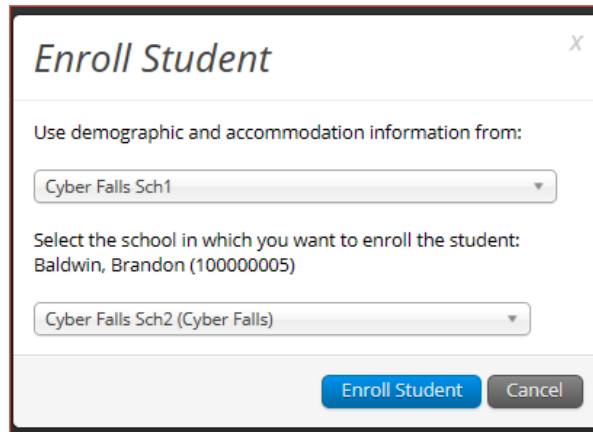 Enroll Student
X
Use demographic and accommodation information from:
Cyber Falls Sch1
Select the school in which you want to enroll the student:
Baldwin, Brandon (100000005)
Cyber Falls Sch2 (Cyber Falls)
Enroll Student
Cancel